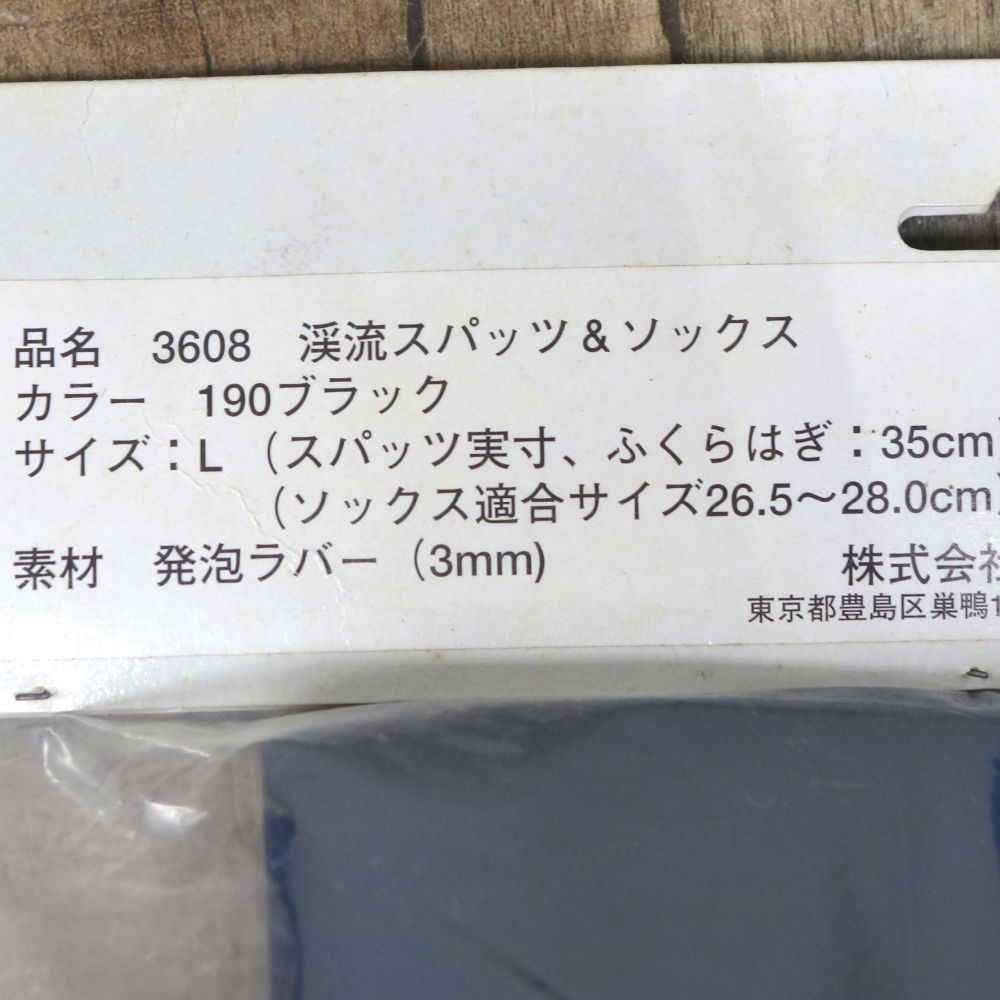 品名　3608　渓流スパッツ＆ソックス
カラー　190ブラック
サイズ：L （スパッツ実寸、ふくらはぎ：35cm)
(ソックス適合サイズ26.5～28.0cm)
素材　発泡ラバー（3mm)
株式会社
東京都豊島区巣鴨1